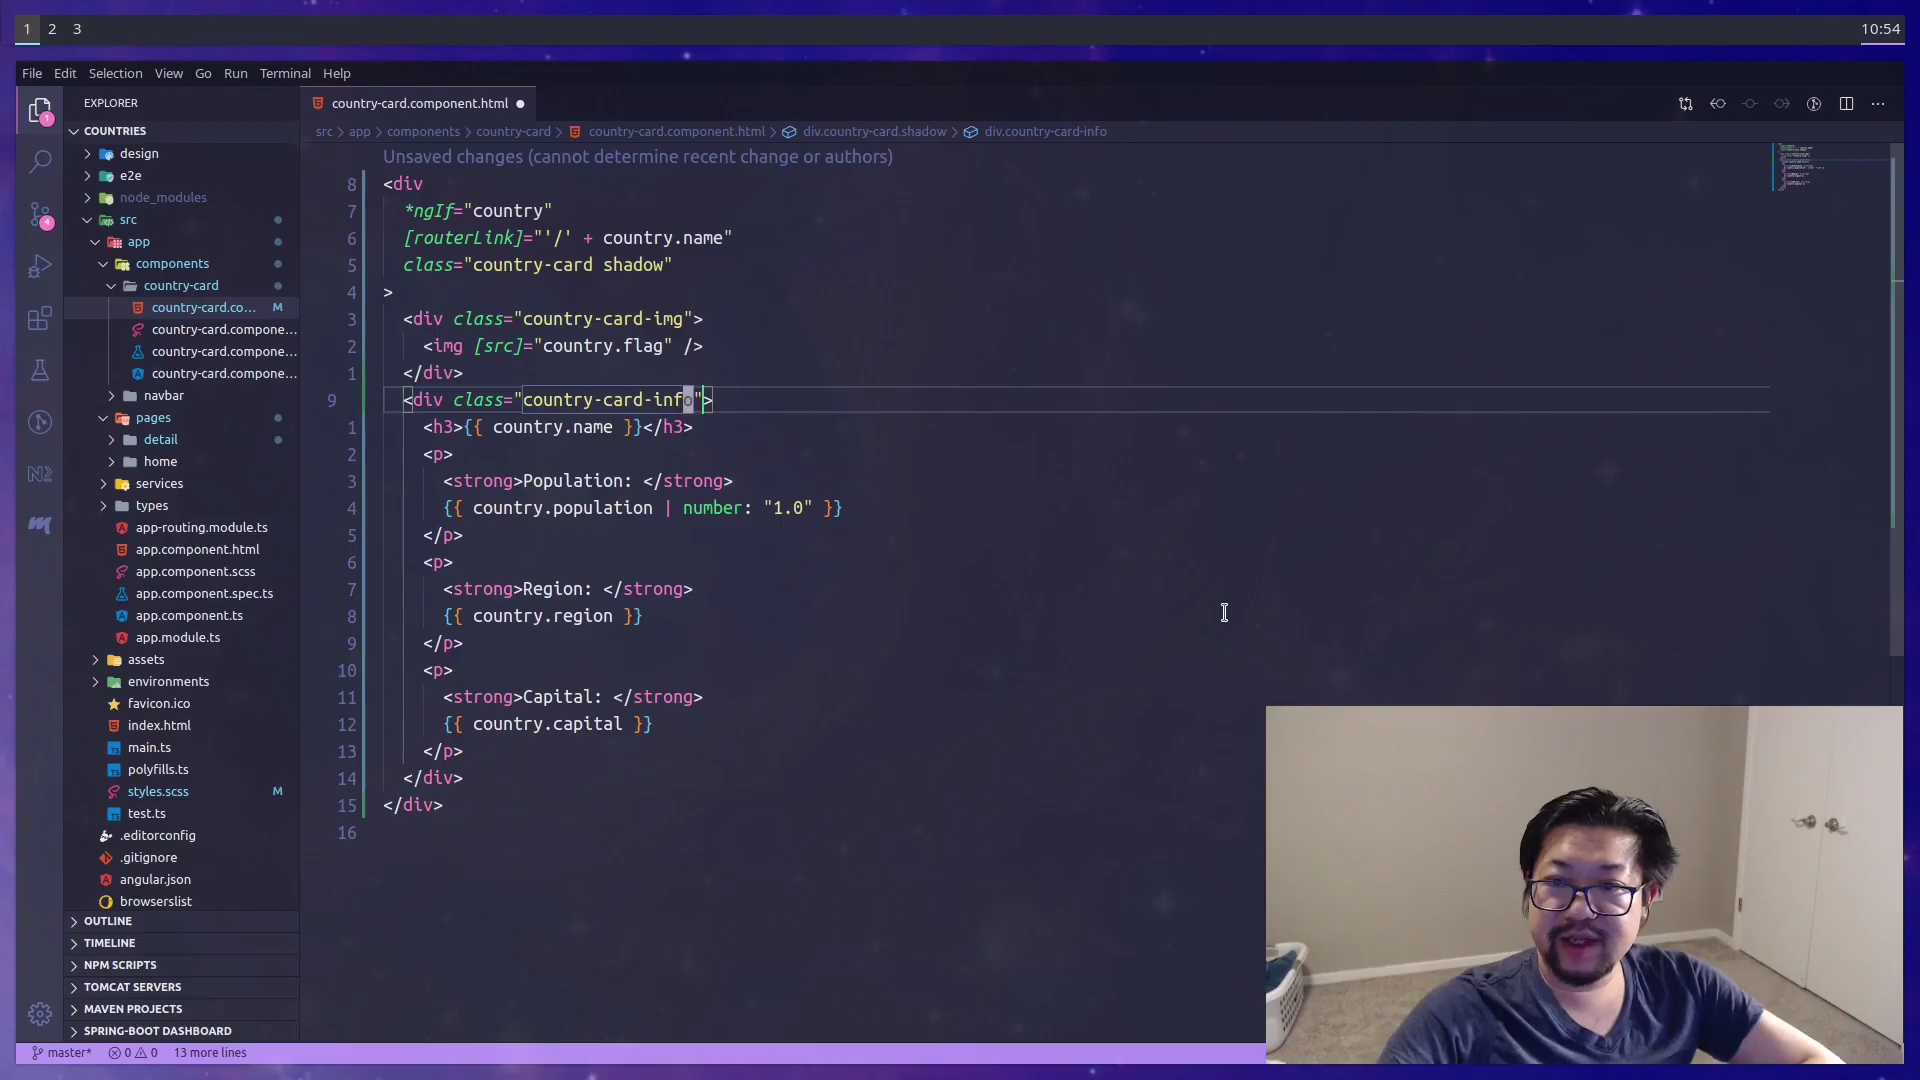 1 2 3
10:54
File Edit Selection View Go Run Terminal Help
EXPLORER
COUNTRIES
design
e2e
node_modules
src
app
components
country-card
country-card.co... M
country-card.compone...
country-card.compone...
country-card.compone...
navbar
pages
detail
home
services
types
app-routing.module.ts
app.component.html
app.component.scss
app.component.spec.ts
app.component.ts
app.module.ts
assets
environments
favicon.ico
index.html
main.ts
polyfills.ts
styles.scss M
test.ts
.editorconfig
.gitignore
angular.json
browserslist
OUTLINE
TIMELINE
NPM SCRIPTS
TOMCAT SERVERS
MAVEN PROJECTS
SPRING-BOOT DASHBOARD
1
4
N2
country-card.component.html
src > app > components > country-card > country-card.component.html > div.country-card.shadow > div.country-card-info
Unsaved changes (cannot determine recent change or authors)
8 <div
7 *ngIf="country"
6 [routerLink]="'/' + country.name"
5 class="country-card shadow"
4 >
3 <div class="country-card-img">
2 <img [src]="country.flag" />
1 </div>
9 <div class="country-card-info">
1 <h3>{{ country.name }}</h3>
2 <p>
3 <strong>Population: </strong>
4 {{ country.population | number: "1.0" }}
5 </p>
6 <p>
7 <strong>Region: </strong>
8 {{ country.region }}
9 </p>
10 <p>
11 <strong>Capital: </strong>
12 {{ country.capital }}
13 </p>
14 </div>
15 </div>
16
master* 0 0 13 more lines